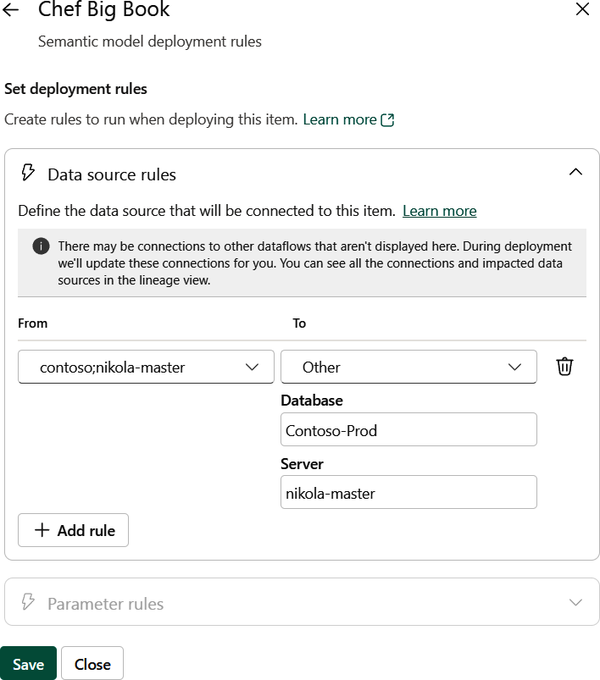 Chef Big Book
Semantic model deployment rules
Set deployment rules
Create rules to run when deploying this item. Learn more
Data source rules
Define the data source that will be connected to this item. Learn more
There may be connections to other dataflows that aren't displayed here. During deployment
we'll update these connections for you. You can see all the connections and impacted data
sources in the lineage view.
From To
contoso;nikola-master Other
Database
Contoso-Prod
Server
nikola-master
Add rule
Parameter rules
Save Close